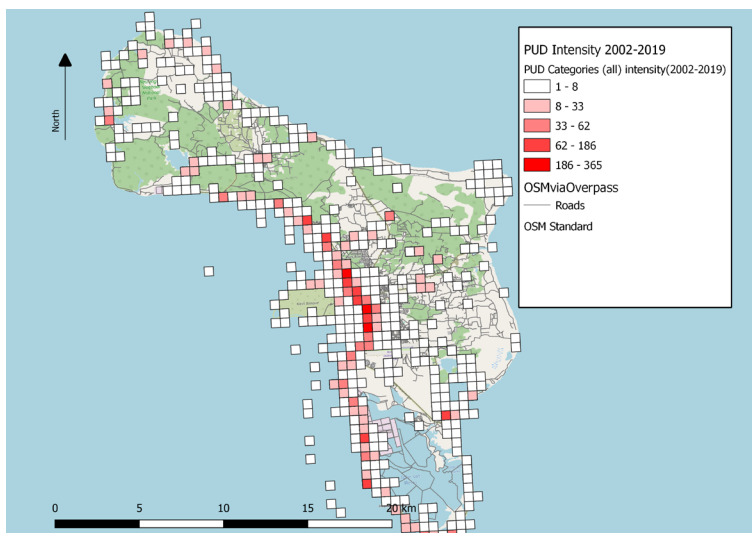 PUD Intensity 2002-2019
PUD Categories (all) intensity(2002-2019)
1 - 8
8 - 33
33 - 62
62 - 186
186 - 365
OSMviaOverpass
Roads
OSM Standard
North
0 5 10 15 20 km